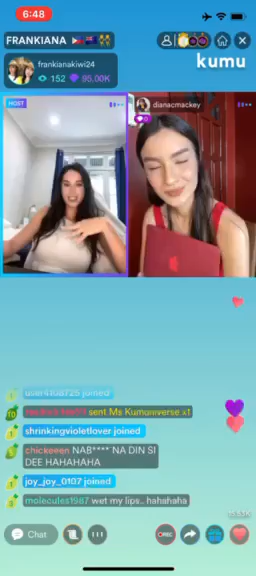 6:48
FRANKIANA
kumu
frankianakiwi24
152 95.00K
HOST
dianacmackey
user4768725 joined
sent Ms Kumuniverse x1
shrinkingvioletlover joined
chickeeen NAB**** NA DIN SI
DEE HAHAHAHA
joy_joy_0107 joined
molecules1987 wet my lips.. hahahaha
Chat